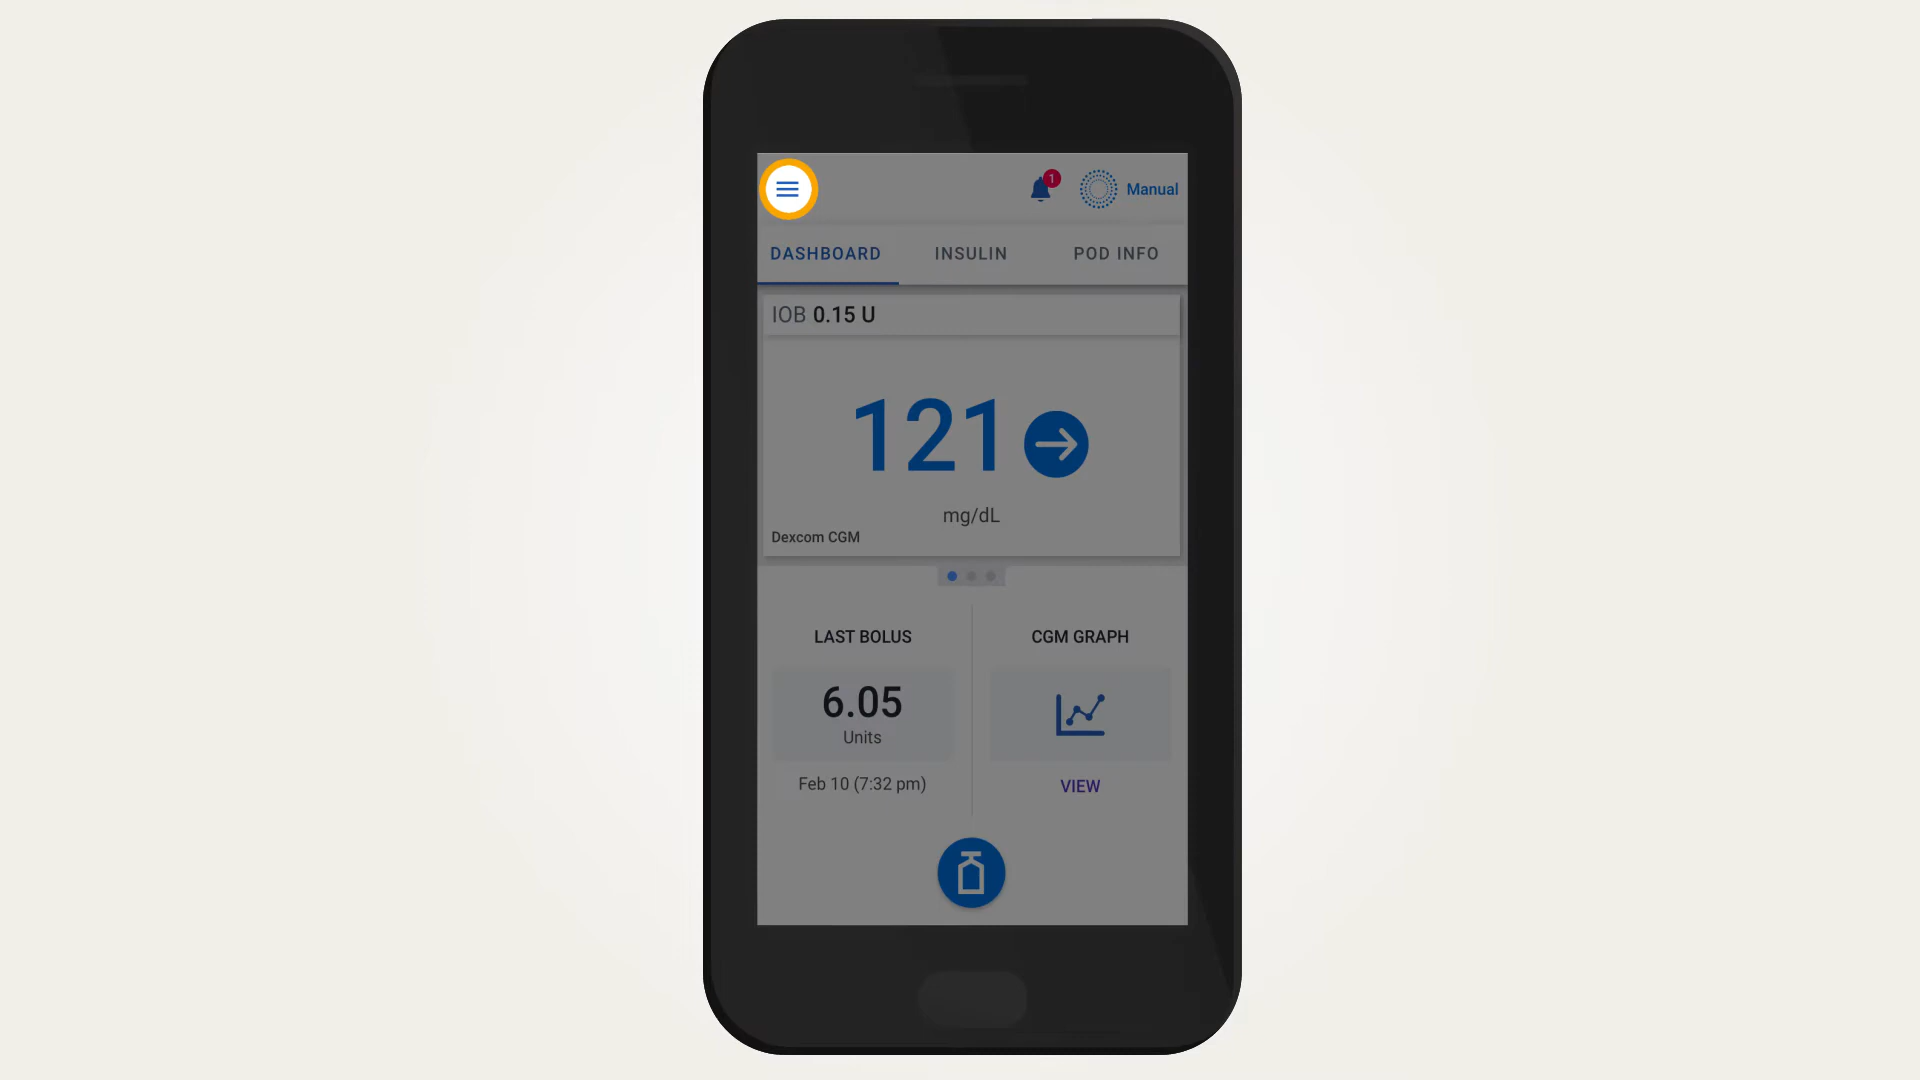 1
Manual
DASHBOARD INSULIN POD INFO
IOB 0.15 U
121
mg/dL
Dexcom CGM
LAST BOLUS CGM GRAPH
6.05
Units
Feb 10 (7:32 pm) VIEW